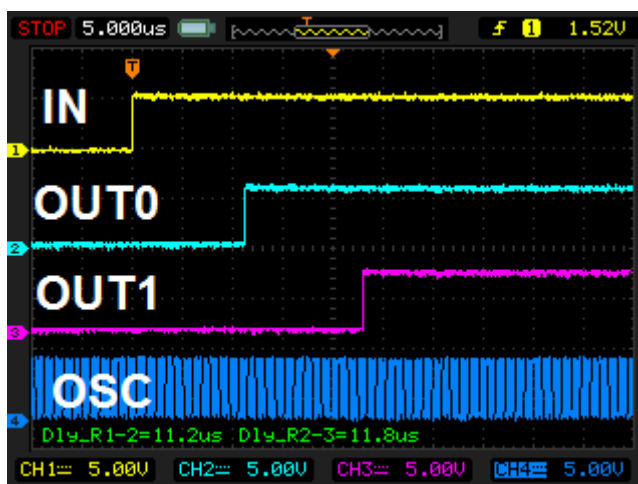 STOP 5.000us T f 1 1.52V
T
IN
1
OUT0
2
OUT1
3
OSC
4
Dly_R1-2=11.2us Dly_R2-3=11.8us
CH1 5.00V CH2 5.00V CH3 5.00V CH4 5.00V